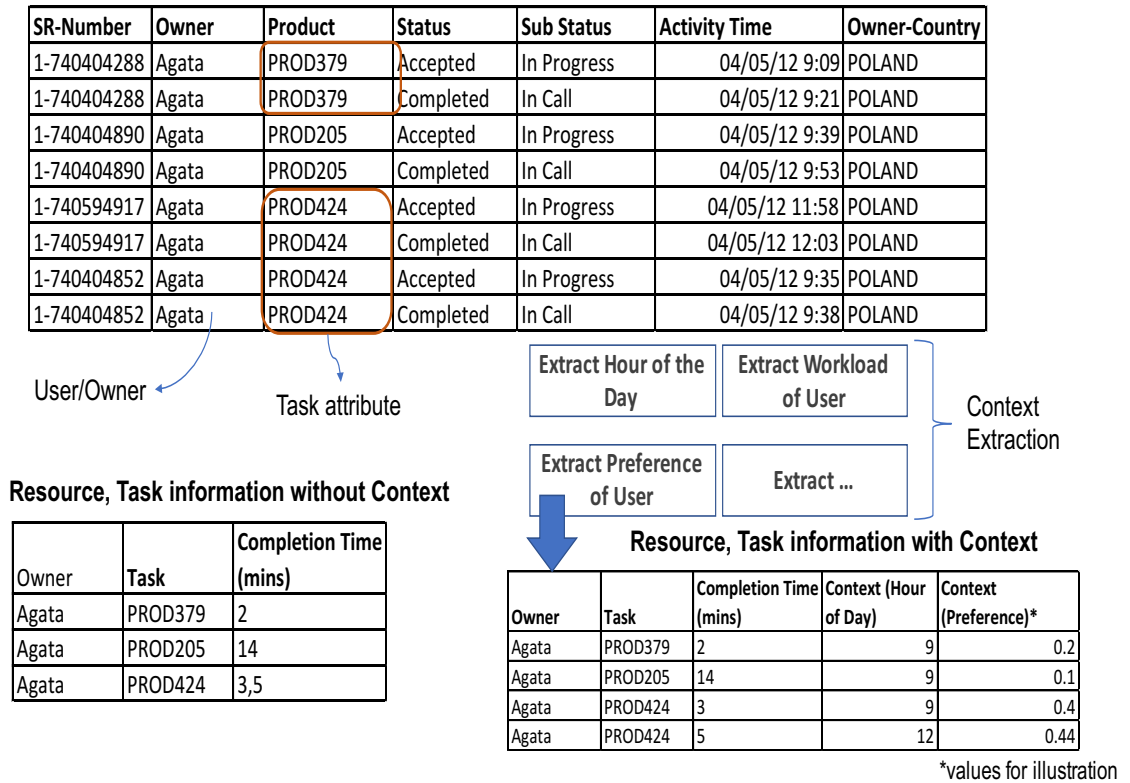 SR-Number Owner Product Status Sub Status Activity Time Owner-Country
1-740404288 Agata PROD379 Accepted In Progress 04/05/12 9:09 POLAND
1-740404288 Agata PROD379 Completed In Call 04/05/12 9:21 POLAND
1-740404890 Agata PROD205 Accepted In Progress 04/05/12 9:39 POLAND
1-740404890 Agata PROD205 Completed In Call 04/05/12 9:53 POLAND
1-740594917 Agata PROD424 Accepted In Progress 04/05/12 11:58 POLAND
1-740594917 Agata PROD424 Completed In Call 04/05/12 12:03 POLAND
1-740404852 Agata PROD424 Accepted In Progress 04/05/12 9:35 POLAND
1-740404852 Agata PROD424 Completed In Call 04/05/12 9:38 POLAND
User/Owner
Task attribute
Extract Hour of the
Day
Extract Workload
of User
Extract Preference
of User
Extract ...
Context
Extraction
Resource, Task information without Context
Completion Time
Owner Task (mins)
Agata PROD379 2
Agata PROD205 14
Agata PROD424 3,5
Resource, Task information with Context
Completion Time Context (Hour Context
Owner Task (mins) of Day) (Preference)*
Agata PROD379 2 9 0.2
Agata PROD205 14 9 0.1
Agata PROD424 3 9 0.4
Agata PROD424 5 12 0.44
*values for illustration